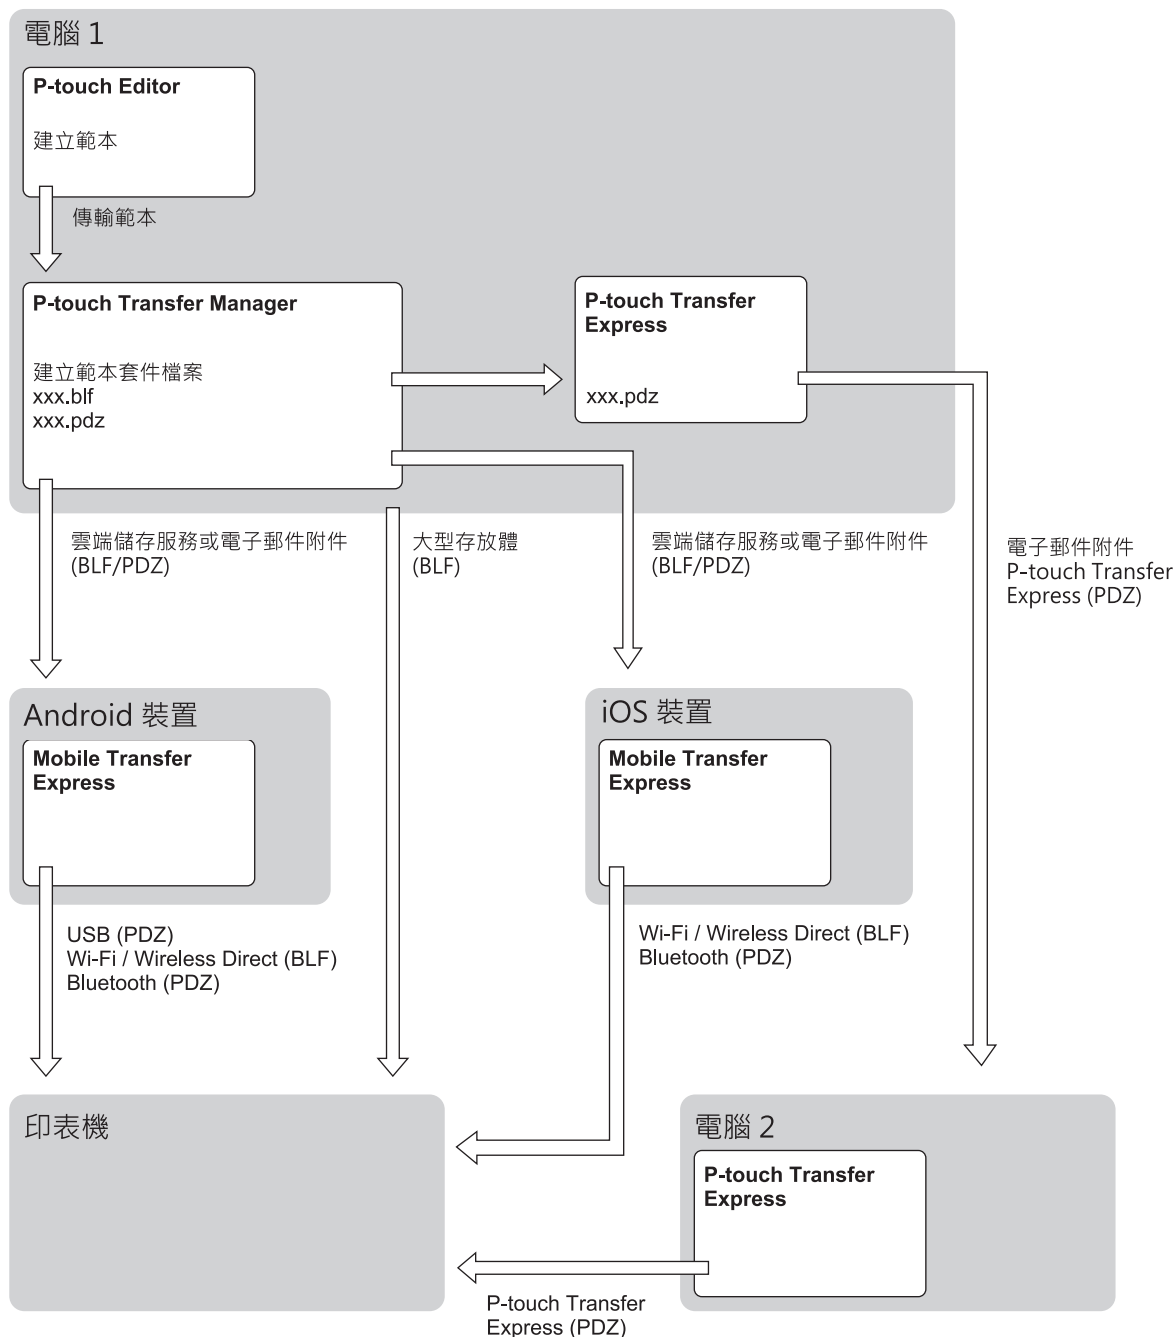 電腦 1
P-touch Editor
建立範本
傳輸範本
P-touch Transfer Manager
建立範本套件檔案
xxx.blf
xxx.pdz
P-touch Transfer
Express
xxx.pdz
雲端儲存服務或電子郵件附件
(BLF/PDZ)
大型存放體
(BLF)
雲端儲存服務或電子郵件附件
(BLF/PDZ)
電子郵件附件
P-touch Transfer
Express (PDZ)
Android 裝置
Mobile Transfer
Express
iOS 裝置
Mobile Transfer
Express
USB (PDZ)
Wi-Fi / Wireless Direct (BLF)
Bluetooth (PDZ)
Wi-Fi / Wireless Direct (BLF)
Bluetooth (PDZ)
印表機
電腦 2
P-touch Transfer
Express
P-touch Transfer
Express (PDZ)